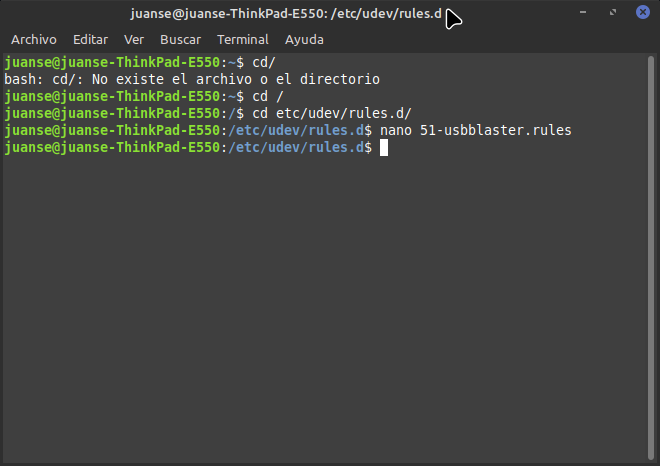 juanse@juanse-ThinkPad-E550: /etc/udev/rules.d
Archivo Editar Ver Buscar Terminal Ayuda
juanse@juanse-ThinkPad-E550:~$ cd/
bash: cd/: No existe el archivo o el directorio
juanse@juanse-ThinkPad-E550:~$ cd /
juanse@juanse-ThinkPad-E550:/$ cd etc/udev/rules.d/
juanse@juanse-ThinkPad-E550:/etc/udev/rules.d$ nano 51-usbblaster.rules
juanse@juanse-ThinkPad-E550:/etc/udev/rules.d$